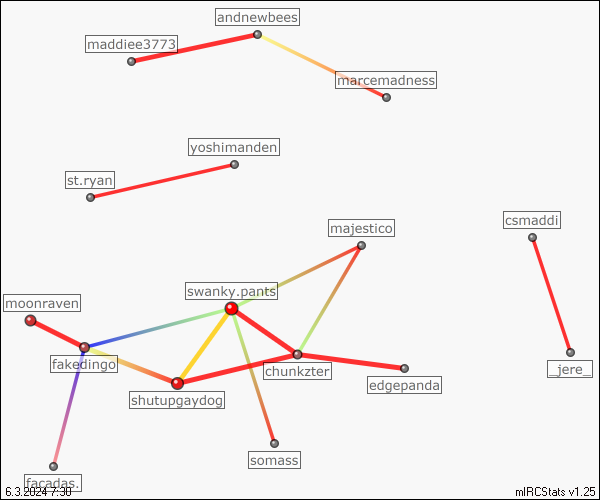 andnewbees
maddiee3773
marcemadness
yoshimanden
st.ryan
csmaddi
majestico
swanky.pants
moonraven
fakedingo
chunkzter
_jere_
edgepanda
shutupgaydog
somass
facadas.
6.3.2024 7:30
mIRCStats v1.25